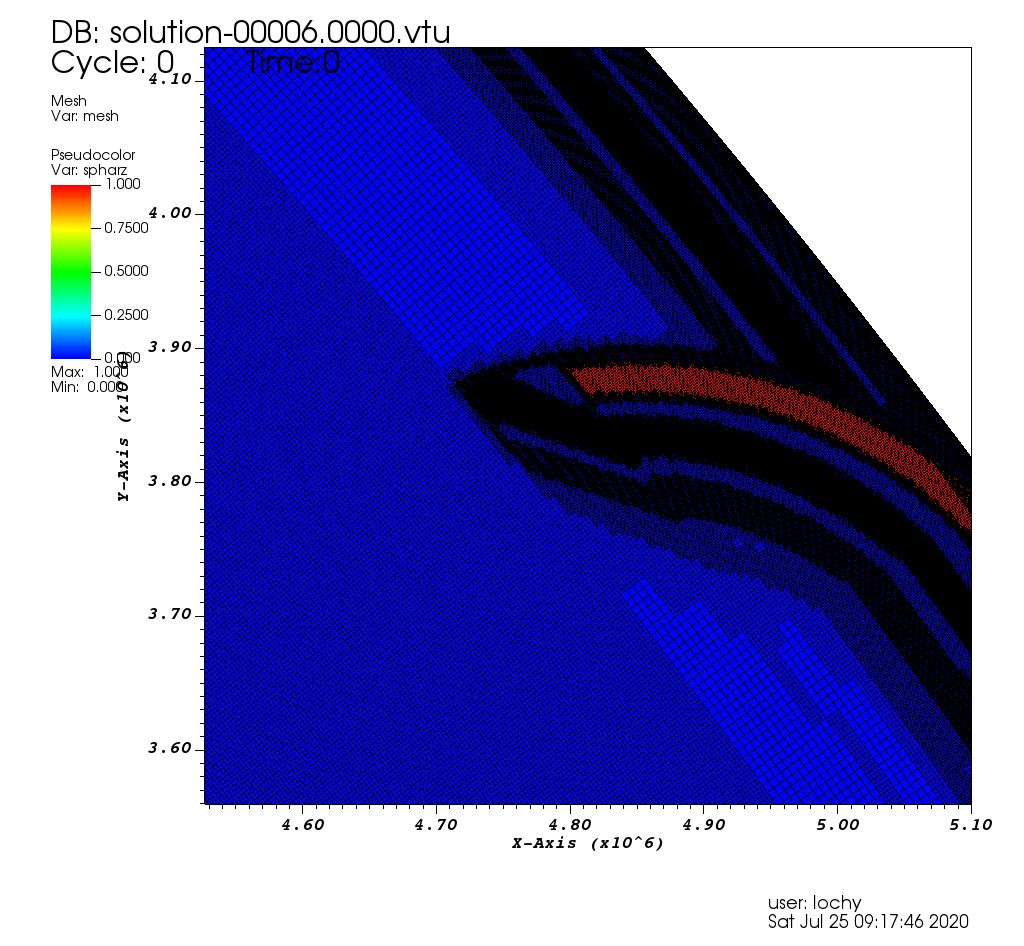 DB: solution-00006.0000.vtu
Cycle: 0 Time:0
Mesh
Var: mesh
Pseudocolor
Var: spharz
1.000
0.7500
0.5000
0.2500
0.000
Max: 1.000
Min: 0.000
4.10
4.00
3.90
3.80
3.70
3.60
Y-Axis (x10^6)
4.60 4.70 4.80 4.90 5.00 5.10
X-Axis (x10^6)
user: lochy
Sat Jul 25 09:17:46 2020